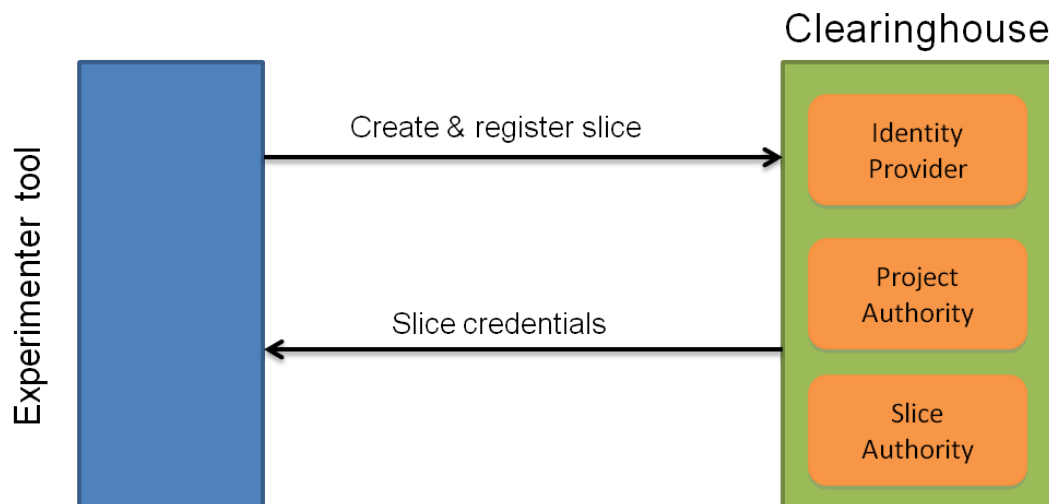 Clearinghouse
Experimenter tool
Create & register slice
Identity
Provider
Slice credentials
Project
Authority
Slice
Authority